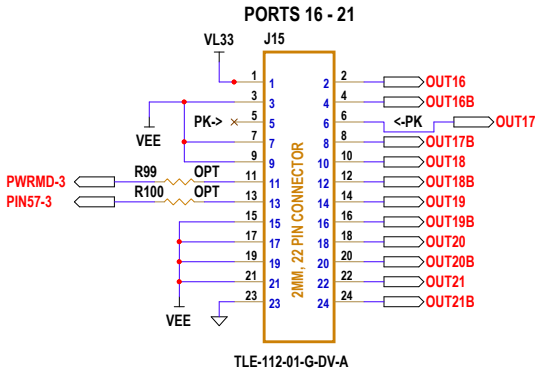 PORTS 16 - 21
VL33
J15
1 1 2 2 OUT16
3 3 4 4 OUT16B
PK-> 5 5 6 6 <-PK OUT17
VEE 7 7 8 8 OUT17B
9 9 10 10 OUT18
PWRMD-3 R99 OPT 11 11 12 12 OUT18B
PIN57-3 R100 OPT 13 13 14 14 OUT19
15 15 16 16 OUT19B
17 17 18 18 OUT20
19 19 20 20 OUT20B
21 21 22 22 OUT21
23 23 24 24 OUT21B
VEE
2MM, 22 PIN CONNECTOR
TLE-112-01-G-DV-A